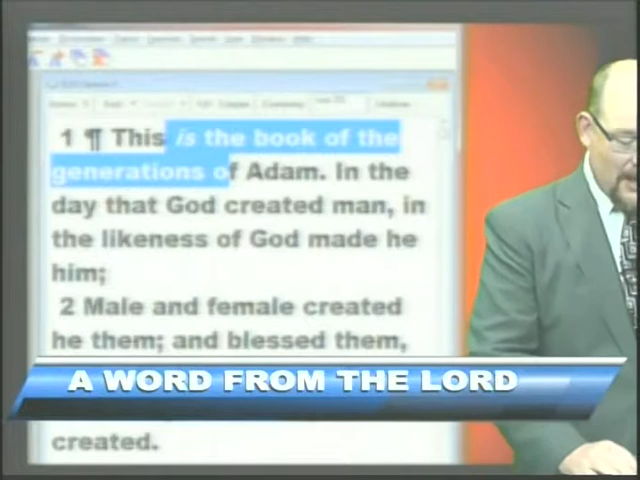 1 ¶ This is the book of the
generations of Adam. In the
day that God created man, in
the likeness of God made he
him;
2 Male and female created
he them; and blessed them,
A WORD FROM THE LORD
created.